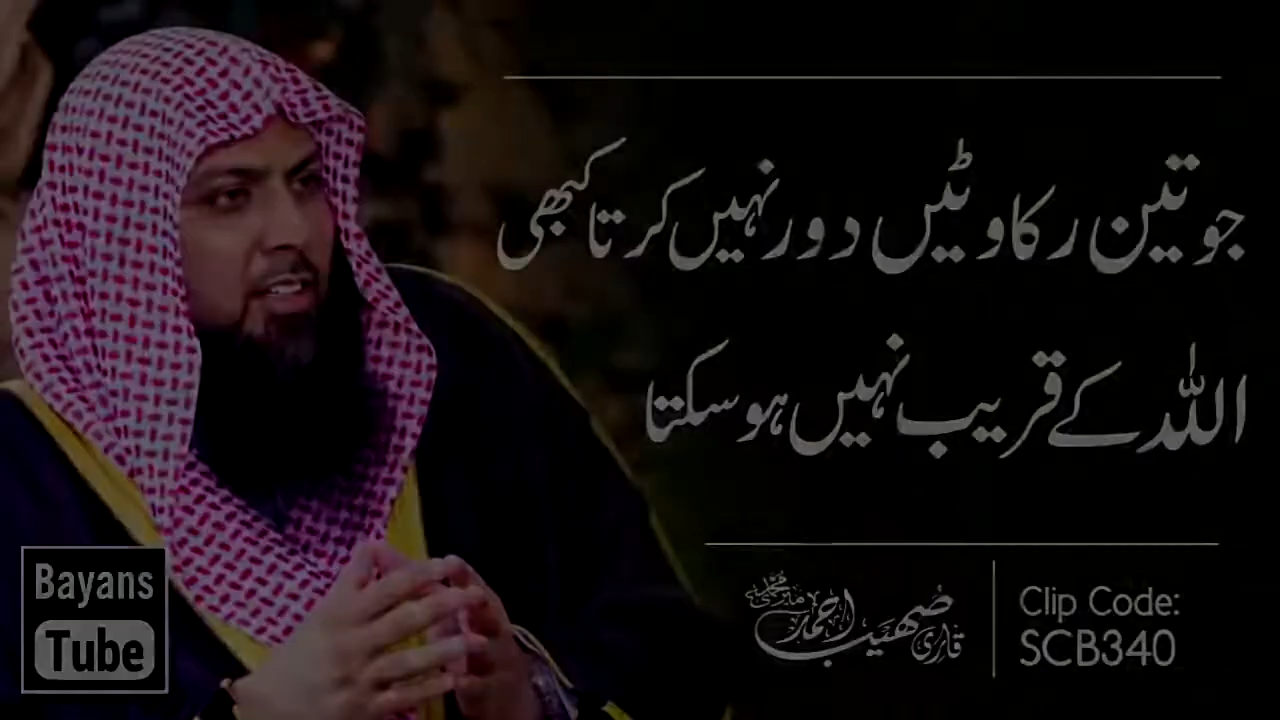 جو تین رکاوٹیں دور نہیں کرتا کبھی
اللہ کے قریب نہیں ہو سکتا
قاری صہیب احمد میر محمدی
Clip Code:
SCB340
Bayans
Tube